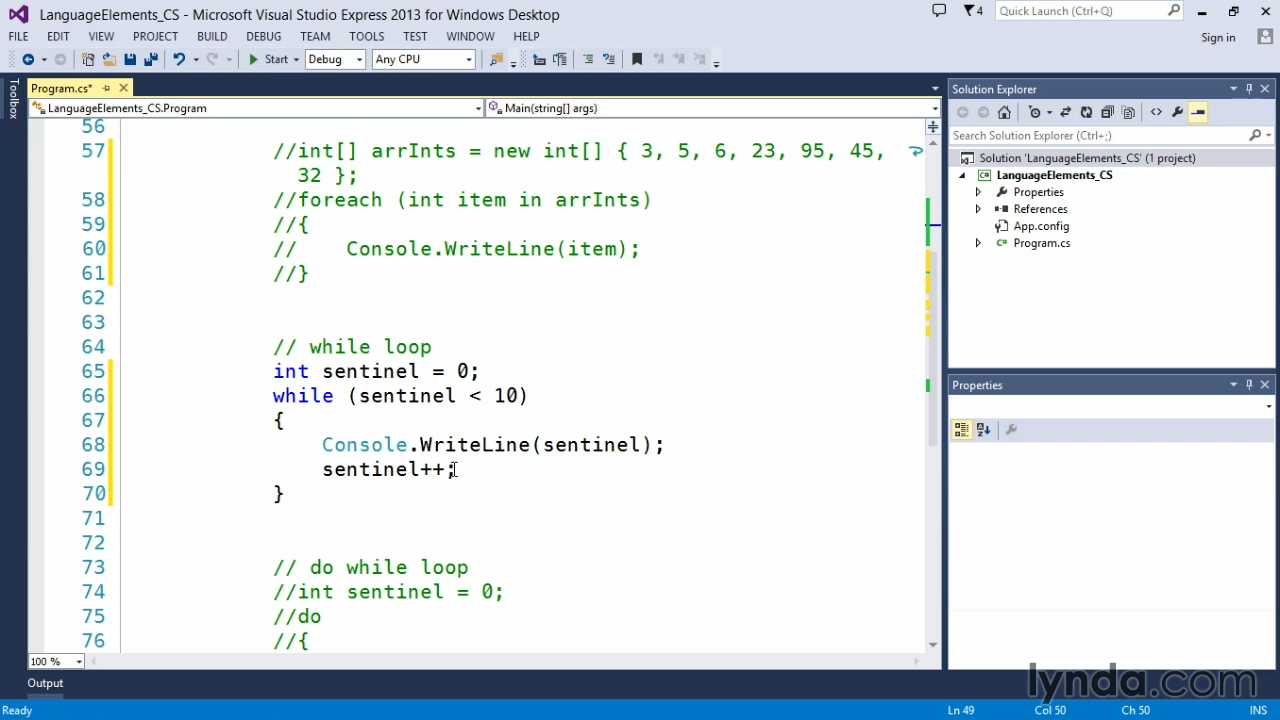 LanguageElements_CS - Microsoft Visual Studio Express 2013 for Windows Desktop
4
Quick Launch (Ctrl+Q)
FILE EDIT VIEW PROJECT BUILD DEBUG TEAM TOOLS TEST WINDOW HELP
Sign in
Start Debug Any CPU
Toolbox
Program.cs*
LanguageElements_CS.Program
Main(string[] args)
56
57 //int[] arrInts = new int[] { 3, 5, 6, 23, 95, 45,
32 };
58 //foreach (int item in arrInts)
59 //{
60 //    Console.WriteLine(item);
61 //}
62
63
64 // while loop
65 int sentinel = 0;
66 while (sentinel < 10)
67 {
68     Console.WriteLine(sentinel);
69     sentinel++;
70 }
71
72
73 // do while loop
74 //int sentinel = 0;
75 //do
76 //{
100 %
Solution Explorer
Search Solution Explorer (Ctrl+;)
Solution 'LanguageElements_CS' (1 project)
LanguageElements_CS
Properties
References
App.config
C# Program.cs
Properties
Output
lynda.com
Ready
Ln 49
Col 50
Ch 50
INS